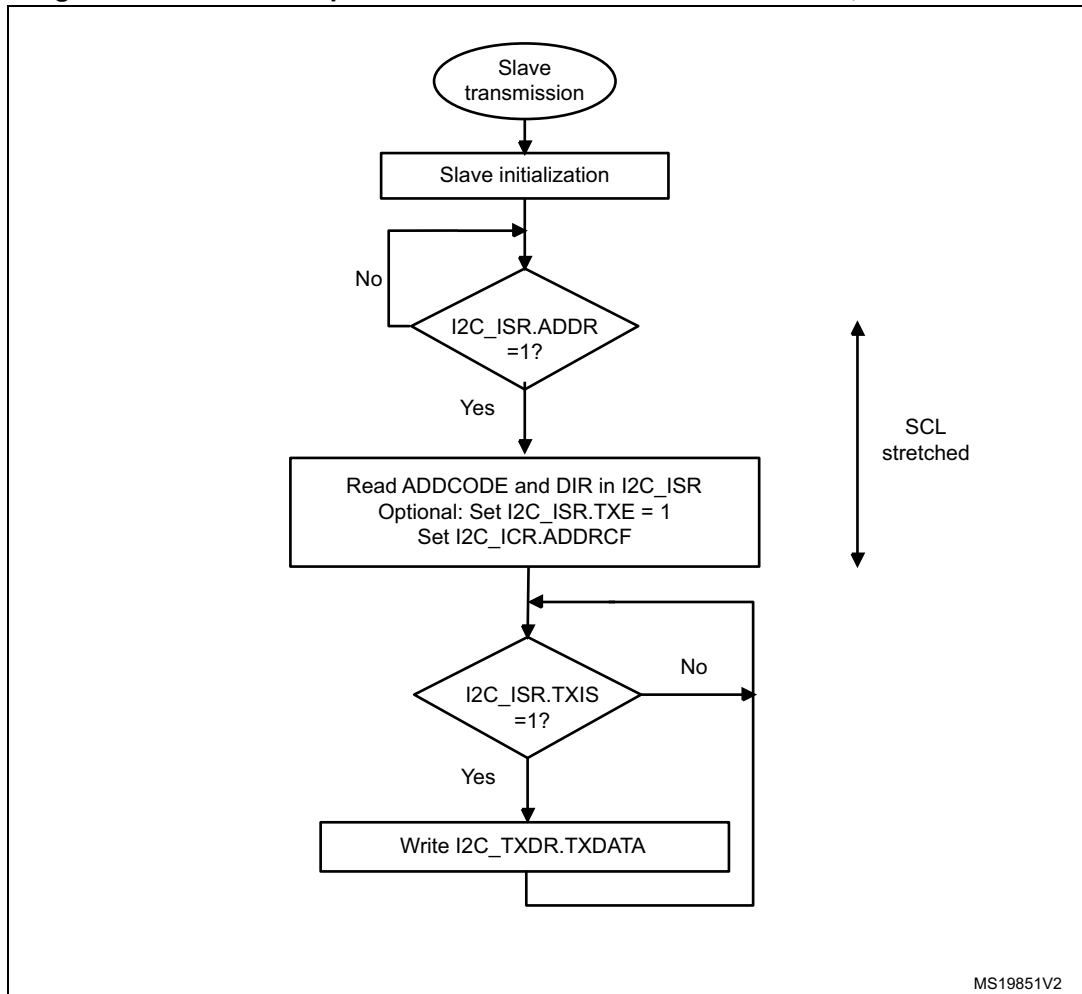 Slave
transmission
Slave initialization
No
I2C_ISR.ADDR
=1?
Yes
SCL
stretched
Read ADDCODE and DIR in I2C_ISR
Optional: Set I2C_ISR.TXE = 1
Set I2C_ICR.ADDRCF
No
I2C_ISR.TXIS
=1?
Yes
Write I2C_TXDR.TXDATA
MS19851V2